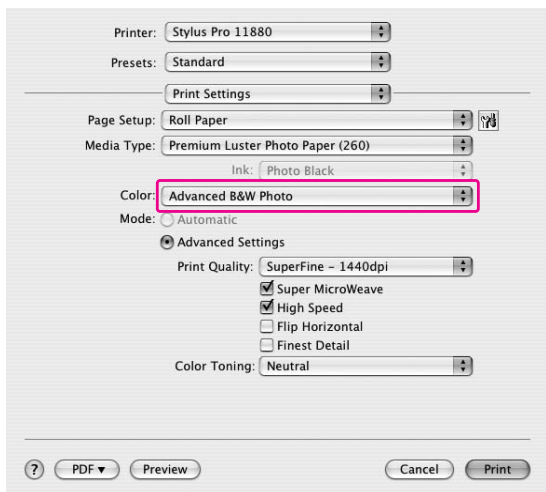 Printer: Stylus Pro 11880
Presets: Standard
Print Settings
Page Setup: Roll Paper
Media Type: Premium Luster Photo Paper (260)
Ink: Photo Black
Color: Advanced B&W Photo
Mode: Automatic
Advanced Settings
Print Quality: SuperFine – 1440dpi
Super MicroWeave
High Speed
Flip Horizontal
Finest Detail
Color Toning: Neutral
? PDF▼ Preview Cancel Print